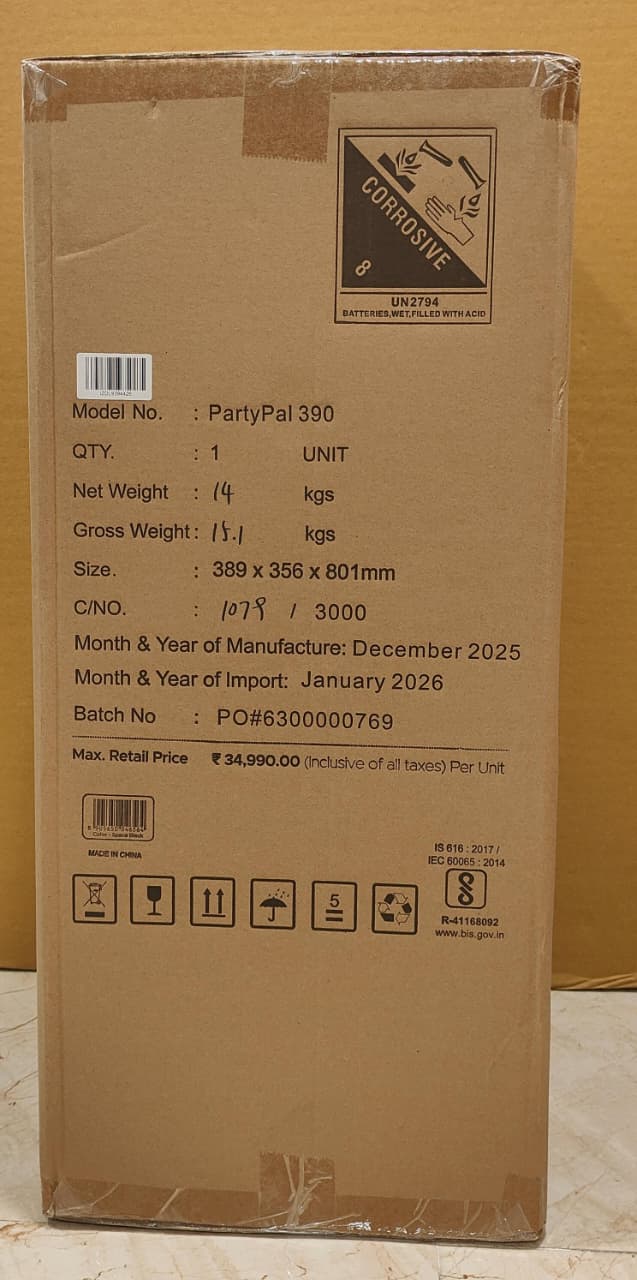 CORROSIVE
8
UN2794
BATTERIES,WET,FILLED WITH ACID
Model No. : PartyPal 390
QTY. : 1 UNIT
Net Weight : 14 kgs
Gross Weight : 15.1 kgs
Size. : 389 x 356 x 801mm
C/NO. : 1079 / 3000
Month & Year of Manufacture: December 2025
Month & Year of Import: January 2026
Batch No : PO#6300000769
Max. Retail Price ₹ 34,990.00 (Inclusive of all taxes) Per Unit
MADE IN CHINA
IS 616 : 2017 /
IEC 60065 : 2014
5
R-41168092
www.bis.gov.in